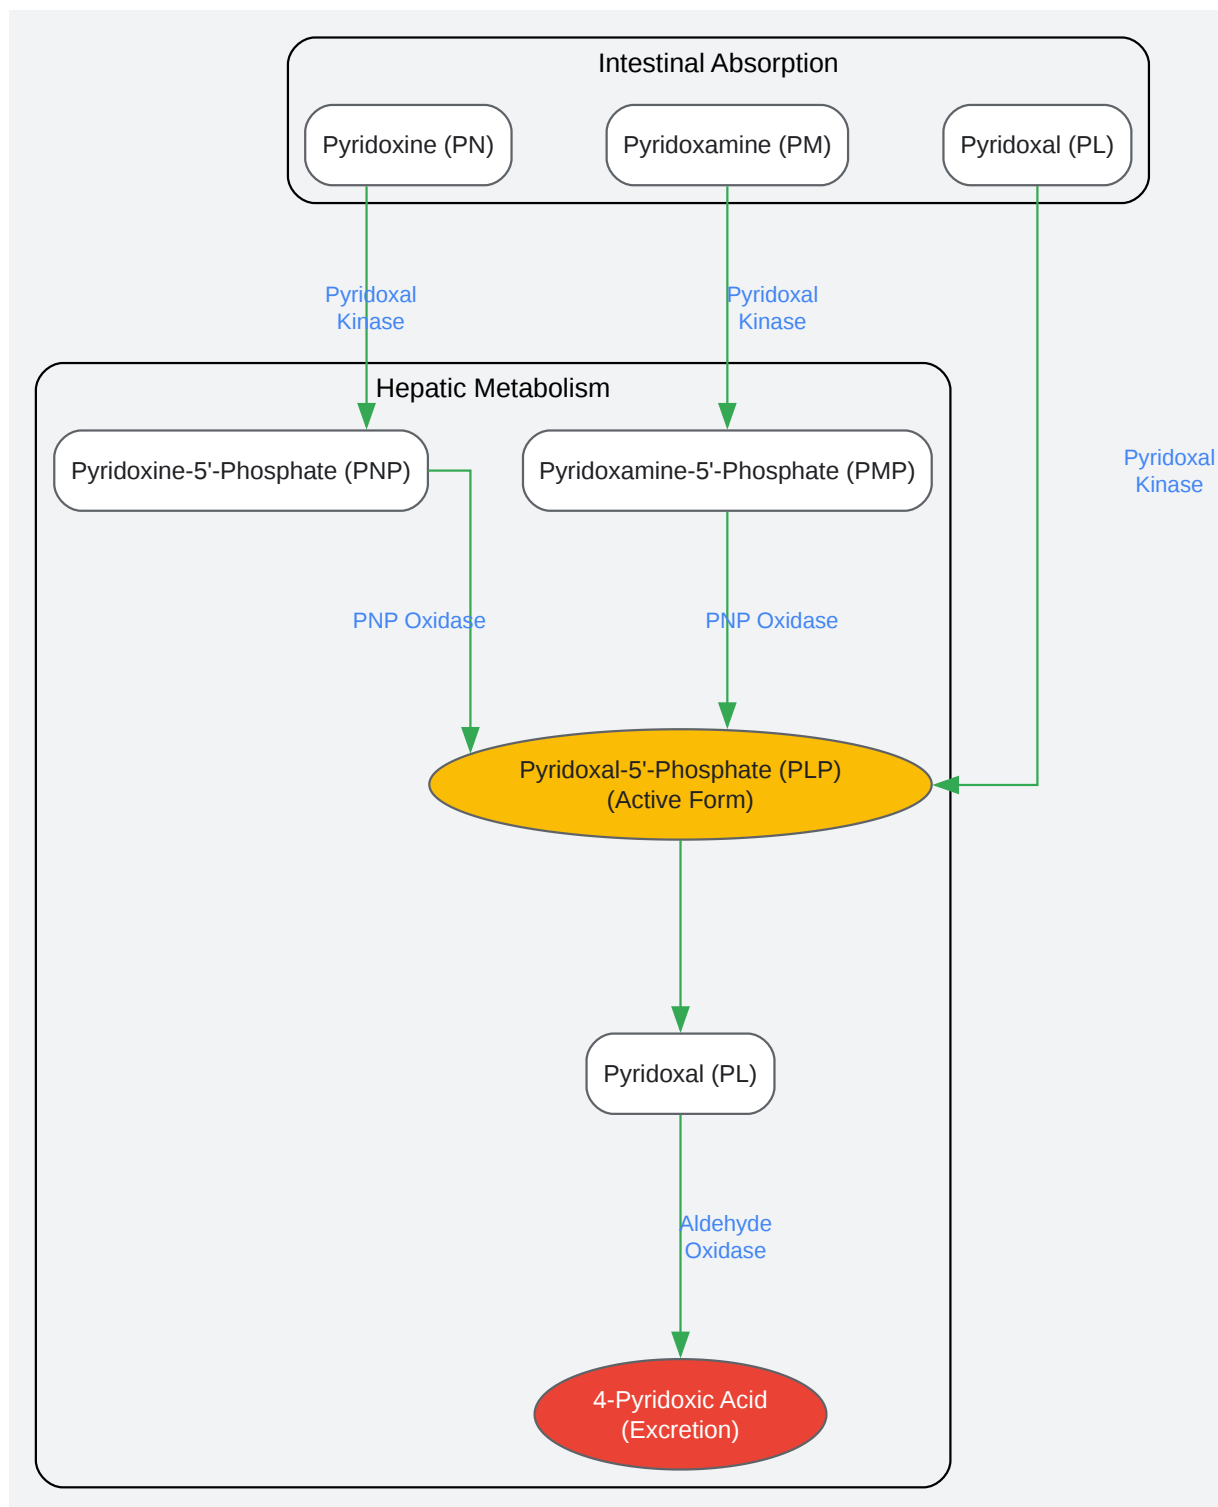 Intestinal Absorption
Pyridoxine (PN)
Pyridoxamine (PM)
Pyridoxal (PL)
Pyridoxal
Kinase
Pyridoxal
Kinase
Hepatic Metabolism
Pyridoxine-5'-Phosphate (PNP)
Pyridoxamine-5'-Phosphate (PMP)
Pyridoxal
Kinase
PNP Oxidase
PNP Oxidase
Pyridoxal-5'-Phosphate (PLP)
(Active Form)
Pyridoxal (PL)
Aldehyde
Oxidase
4-Pyridoxic Acid
(Excretion)